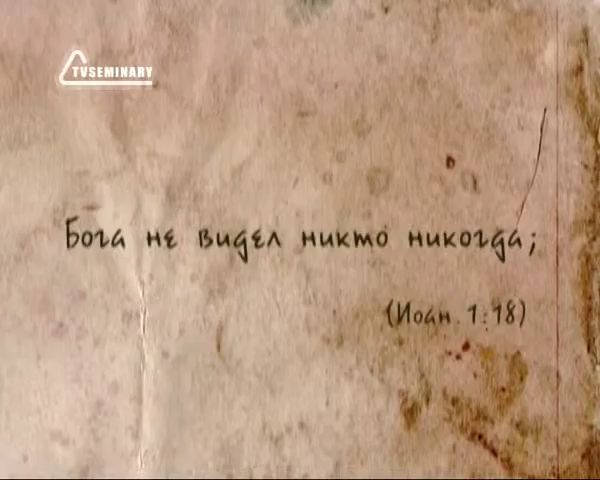 TVSEMINARY
Бога не видел никто никогда;
(Иоан. 1:18)